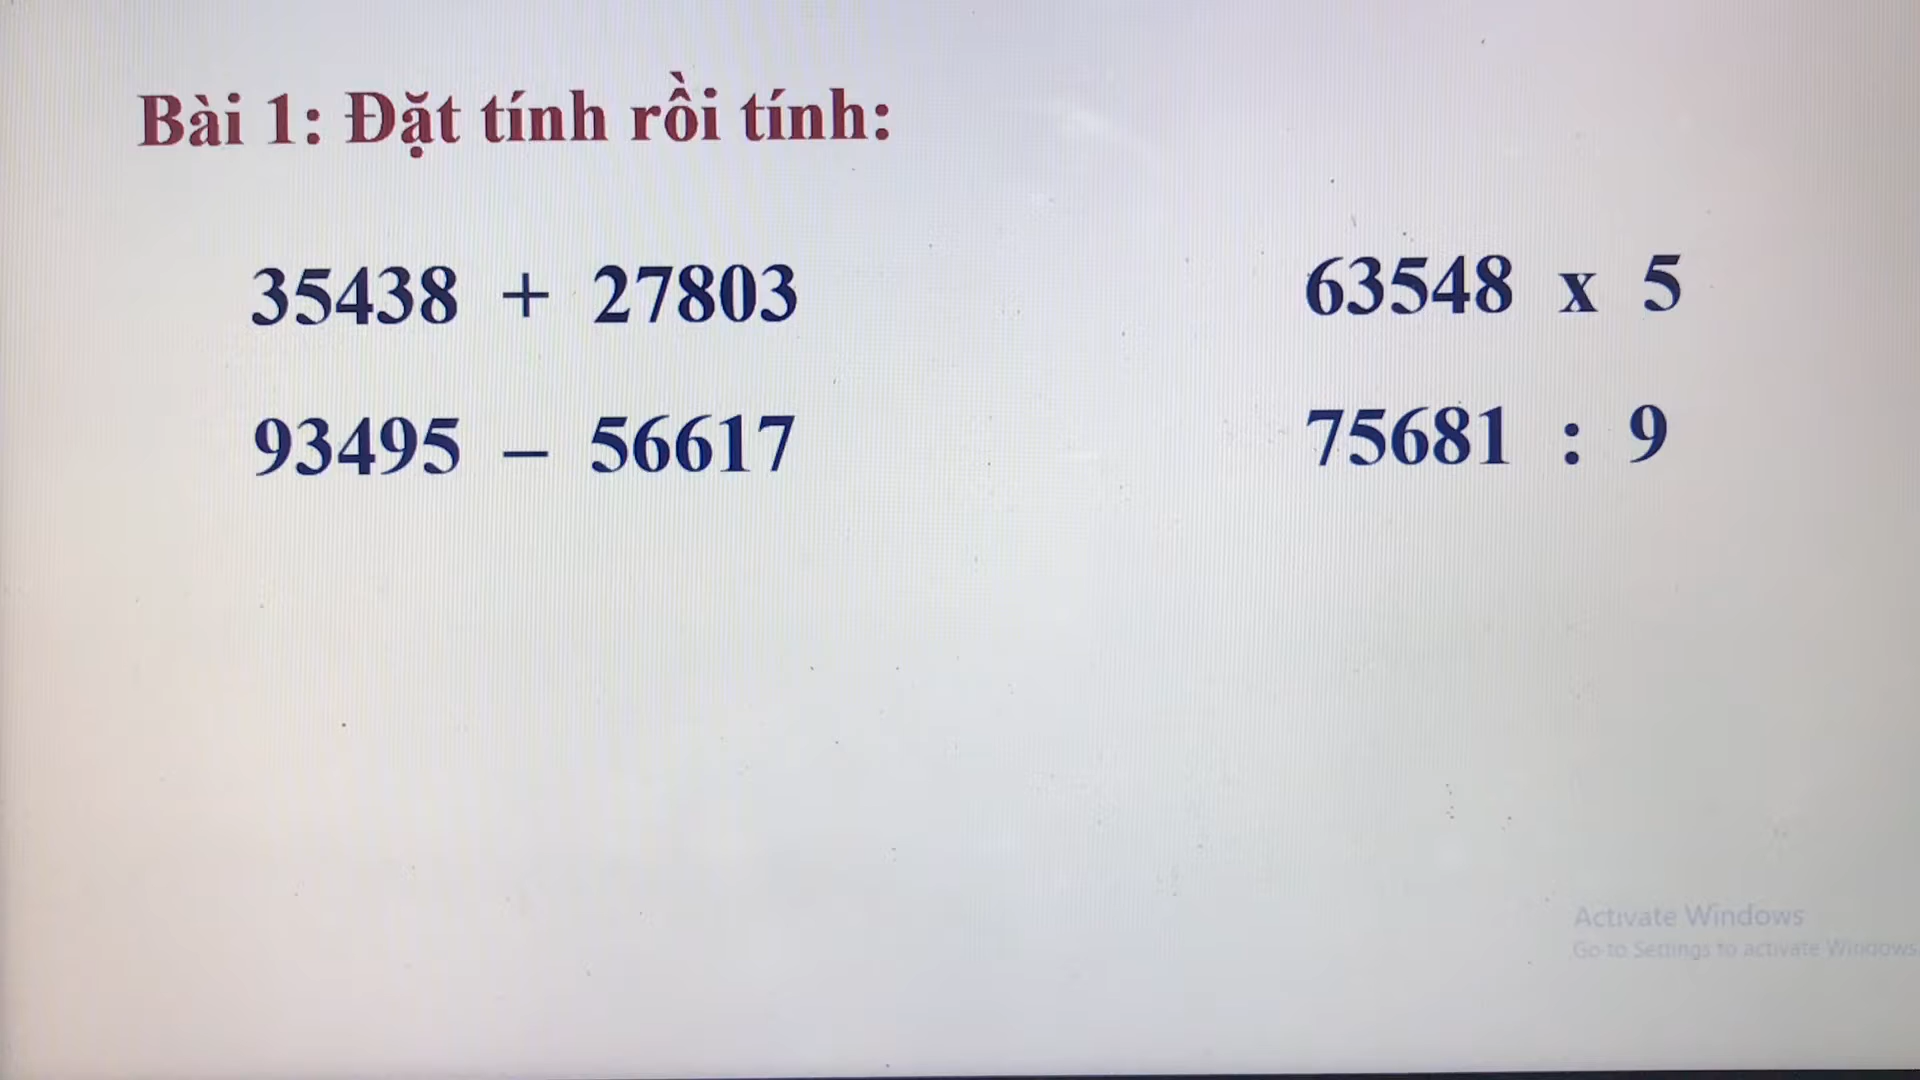 Bài 1: Đặt tính rồi tính:
35438 + 27803
63548 x 5
93495 – 56617
75681 : 9
Activate Windows
Go to Settings to activate Windows.